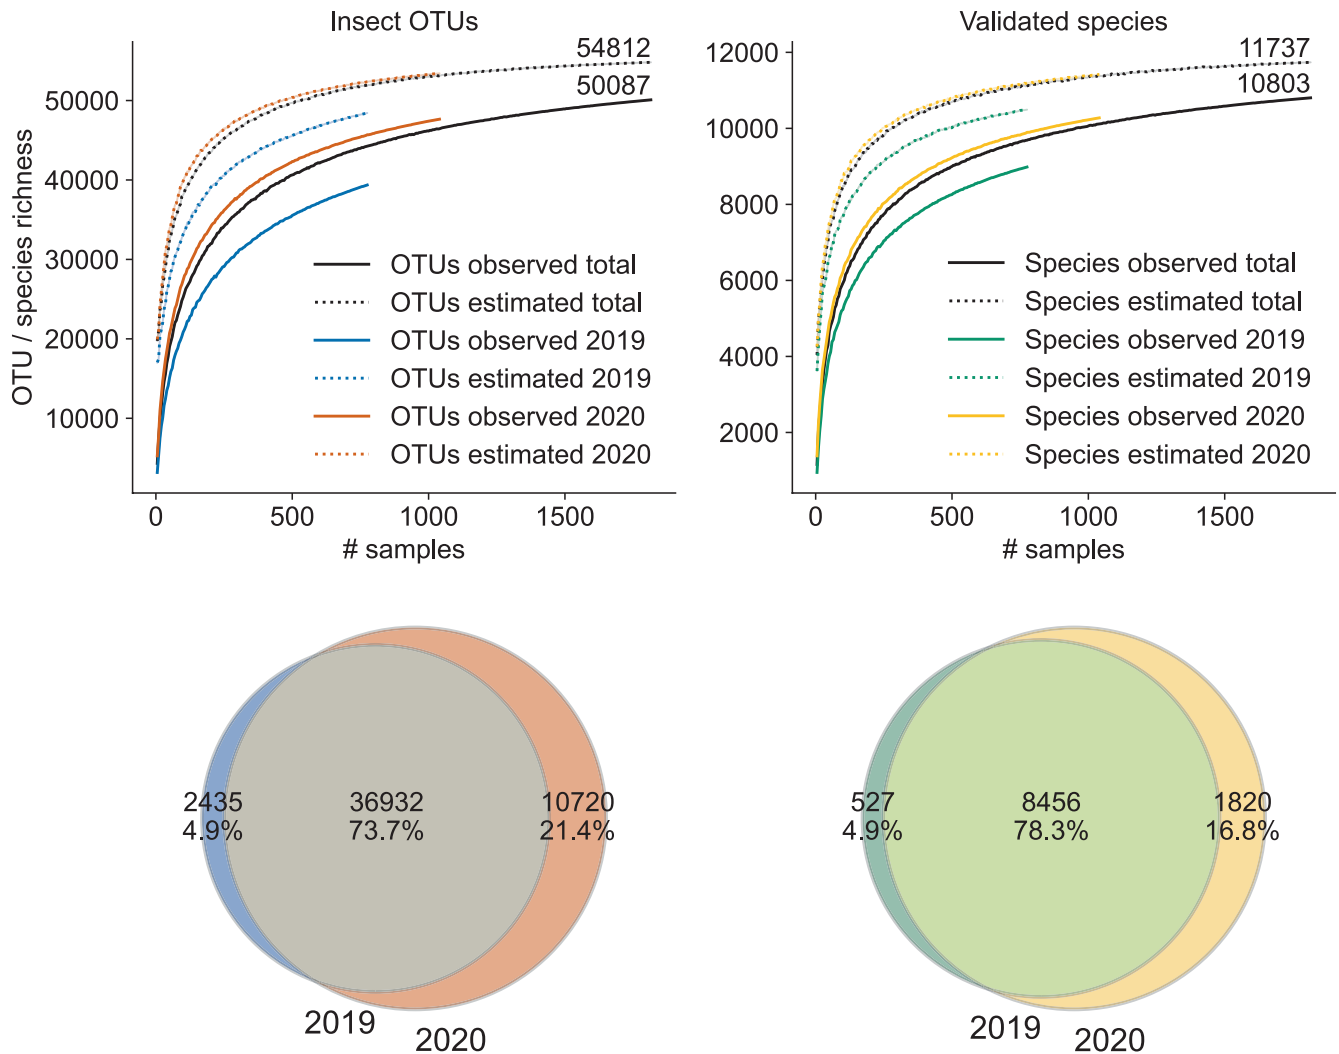 Insect OTUs
54812
50087
50000
40000
30000
20000
10000
OTU / species richness
OTUs observed total
OTUs estimated total
OTUs observed 2019
OTUs estimated 2019
OTUs observed 2020
OTUs estimated 2020
0 500 1000 1500
# samples
Validated species
11737
10803
12000
10000
8000
6000
4000
2000
Species observed total
Species estimated total
Species observed 2019
Species estimated 2019
Species observed 2020
Species estimated 2020
0 500 1000 1500
# samples
2435
4.9%
36932
73.7%
10720
21.4%
2019
2020
527
4.9%
8456
78.3%
1820
16.8%
2019
2020